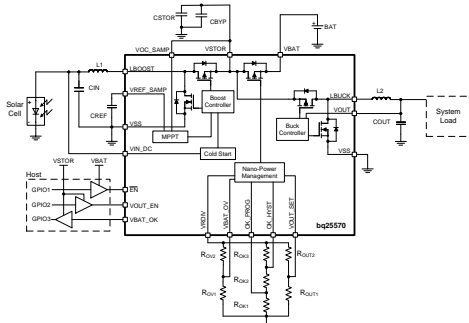 CSTOR
CBYP
BAT
VOC_SAMP
VSTOR
VBAT
L1
LBOOST
Solar
Cell
CIN
VREF_SAMP
CREF
Boost
Controller
LBUCK
L2
VOUT
System
Load
COUT
Buck
Controller
VSS
MPPT
VSS
VIN_DC
Cold Start
VSTOR
VBAT
Nano-Power
Management
Host
GPIO1
EN
GPIO2
VOUT_EN
GPIO3
VBAT_OK
VRDIV
VBAT_OV
OK_PROG
OK_HYST
VOUT_SET
bq25570
ROV2
ROK3
ROUT2
ROK2
ROV1
ROUT1
ROK1